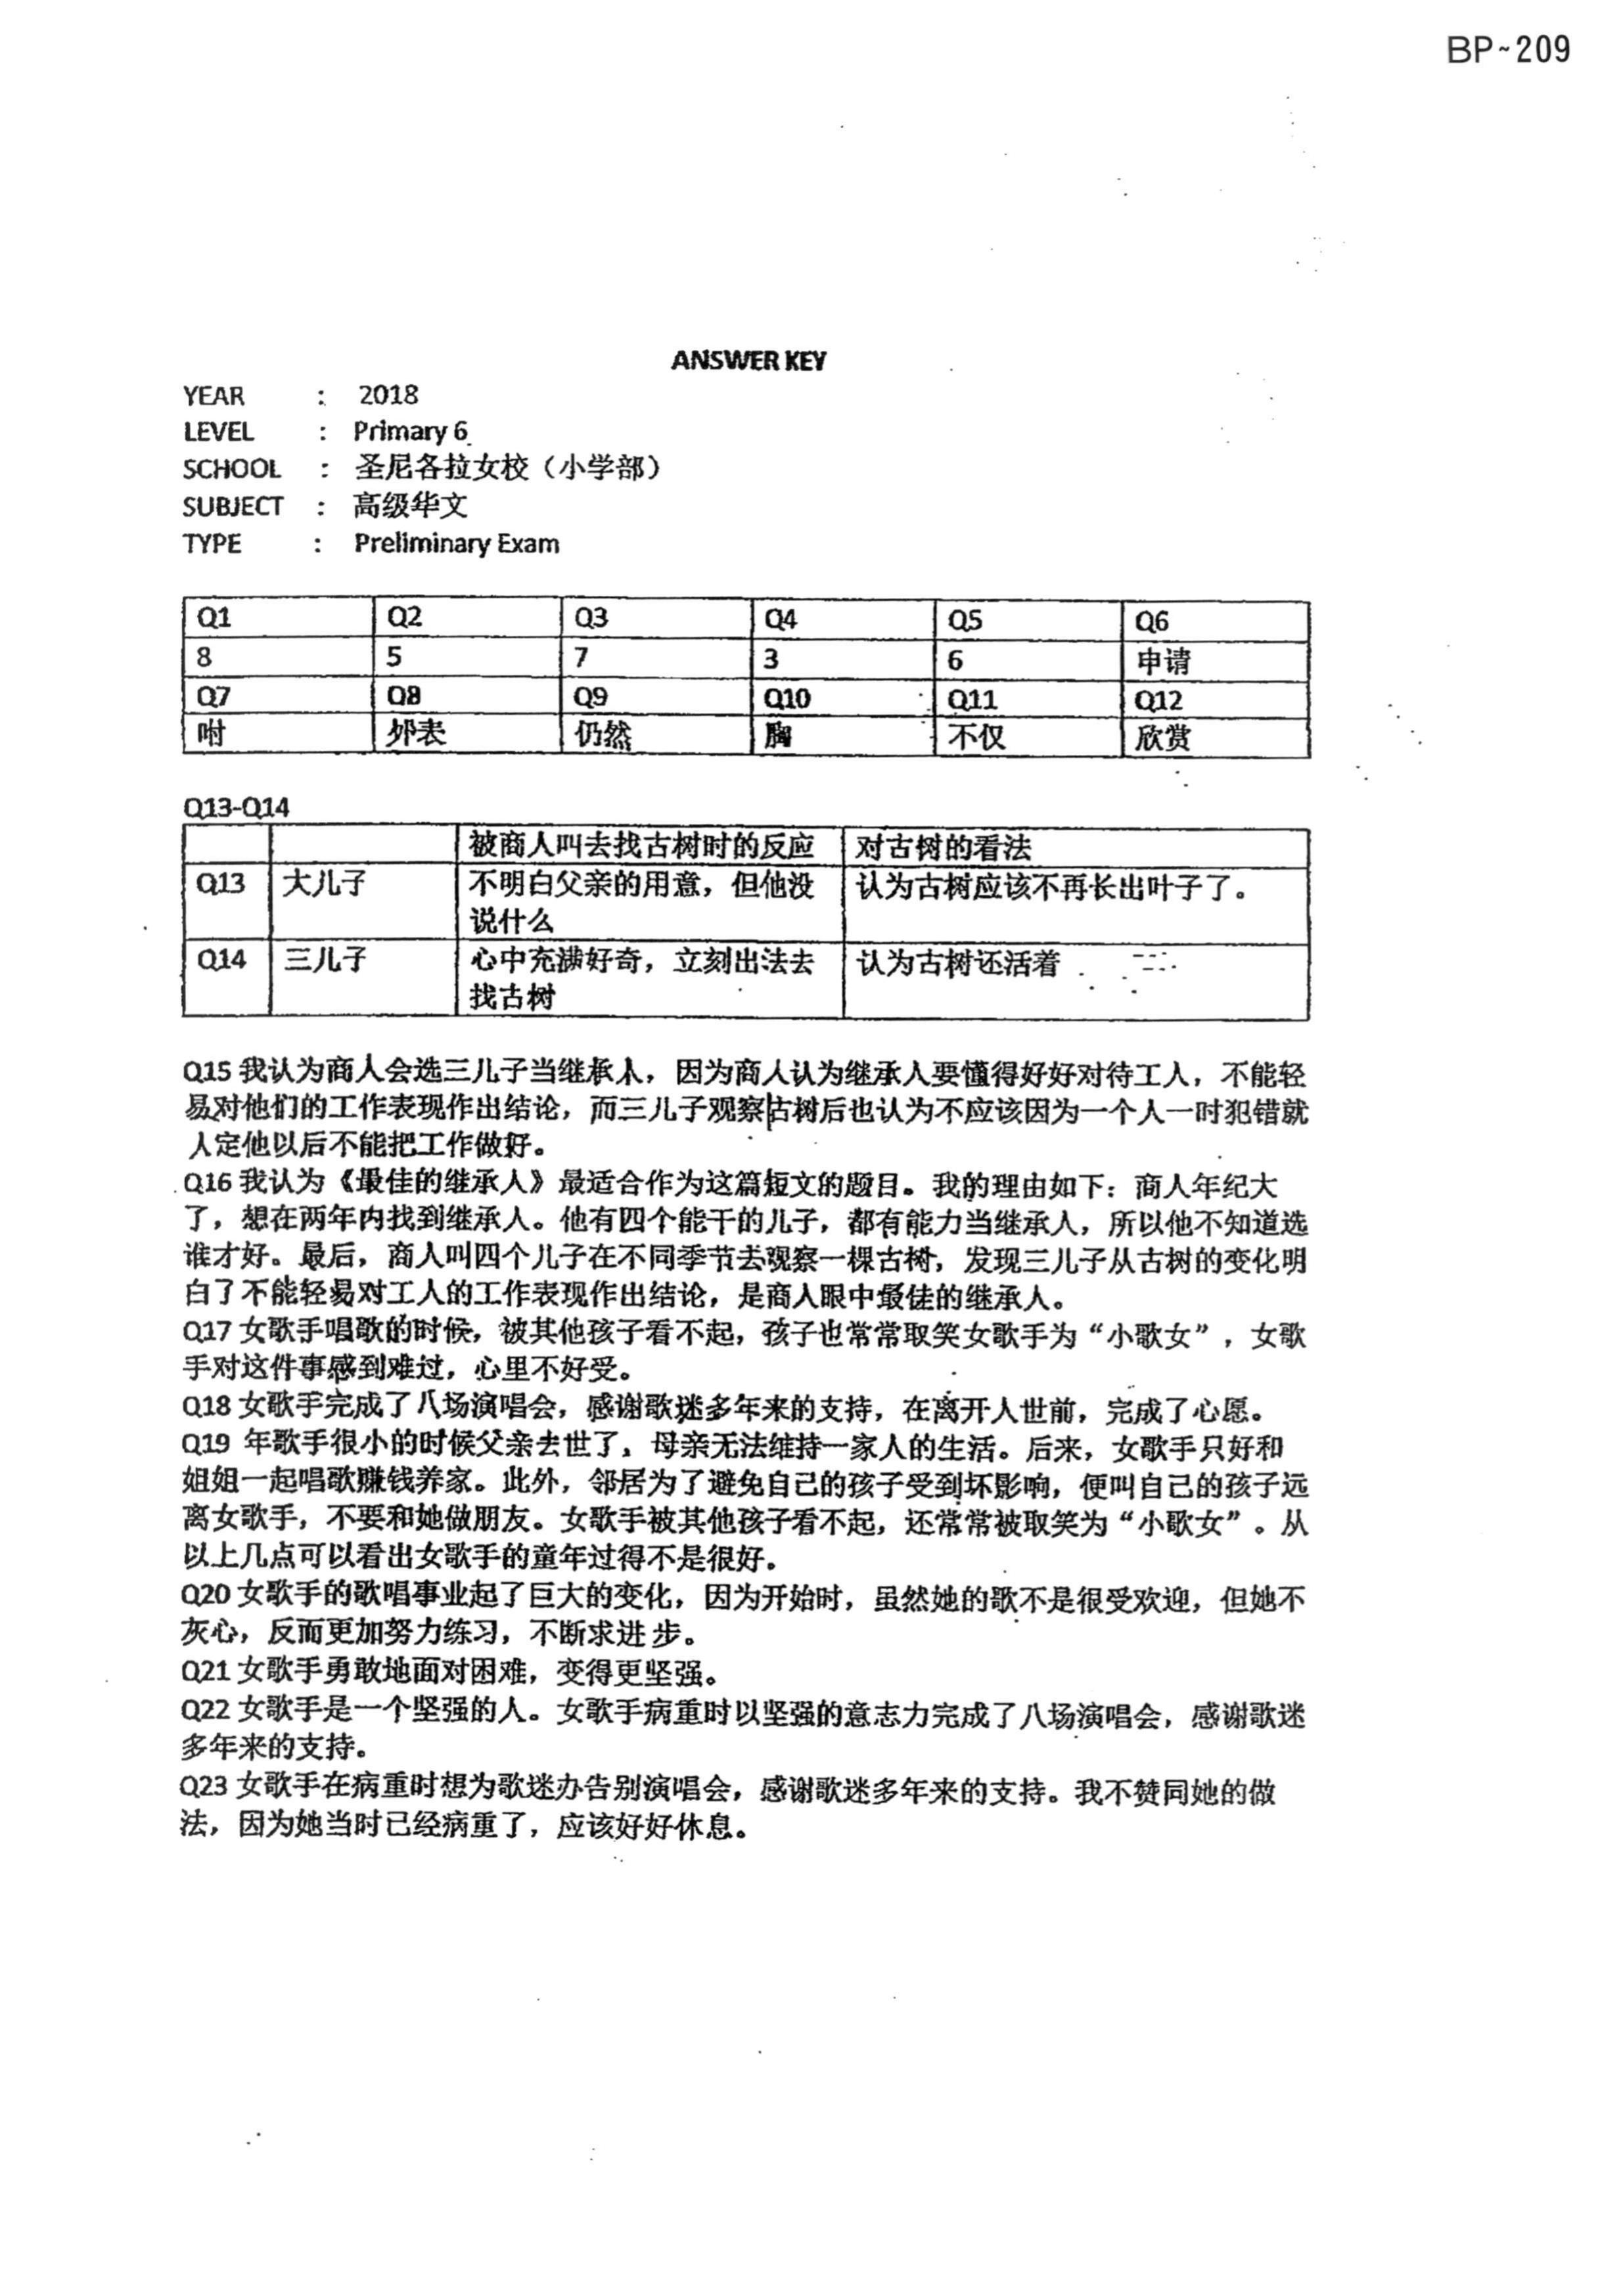 BP~209
ANSWER KEY
YEAR : 2018
LEVEL : Primary 6
SCHOOL : 圣尼各拉女校（小学部）
SUBJECT : 高级华文
TYPE : Preliminary Exam
Q1 Q2 Q3 Q4 Q5 Q6
8 5 7 3 6 申请
Q7 Q8 Q9 Q10 Q11 Q12
咐 外表 仍然 胸 不仅 欣赏
Q13-Q14
被商人叫去找古树时的反应 对古树的看法
Q13 大儿子 不明白父亲的用意，但他没 认为古树应该不再长出叶子了。
说什么
Q14 三儿子 心中充满好奇，立刻出法去 认为古树还活着
找古树
Q15 我认为商人会选三儿子当继承人，因为商人认为继承人要懂得好好对待工人，不能轻
易对他们的工作表现作出结论，而三儿子观察古树后也认为不应该因为一个人一时犯错就
人定他以后不能把工作做好。
Q16 我认为《最佳的继承人》最适合作为这篇短文的题目。我的理由如下：商人年纪大
了，想在两年内找到继承人。他有四个能干的儿子，都有能力当继承人，所以他不知道选
谁才好。最后，商人叫四个儿子在不同季节去观察一棵古树，发现三儿子从古树的变化明
白了不能轻易对工人的工作表现作出结论，是商人眼中最佳的继承人。
Q17 女歌手唱歌的时候，被其他孩子看不起，孩子也常常取笑女歌手为“小歌女”，女歌
手对这件事感到难过，心里不好受。
Q18 女歌手完成了八场演唱会，感谢歌迷多年来的支持，在离开人世前，完成了心愿。
Q19 年歌手很小的时候父亲去世了，母亲无法维持一家人的生活。后来，女歌手只好和
姐姐一起唱歌赚钱养家。此外，邻居为了避免自己的孩子受到坏影响，便叫自己的孩子远
离女歌手，不要和她做朋友。女歌手被其他孩子看不起，还常常被取笑为“小歌女”。从
以上几点可以看出女歌手的童年过得不是很好。
Q20 女歌手的歌唱事业起了巨大的变化，因为开始时，虽然她的歌不是很受欢迎，但她不
灰心，反而更加努力练习，不断求进步。
Q21 女歌手勇敢地面对困难，变得更坚强。
Q22 女歌手是一个坚强的人。女歌手病重时以坚强的意志力完成了八场演唱会，感谢歌迷
多年来的支持。
Q23 女歌手在病重时想为歌迷办告别演唱会，感谢歌迷多年来的支持。我不赞同她的做
法，因为她当时已经病重了，应该好好休息。